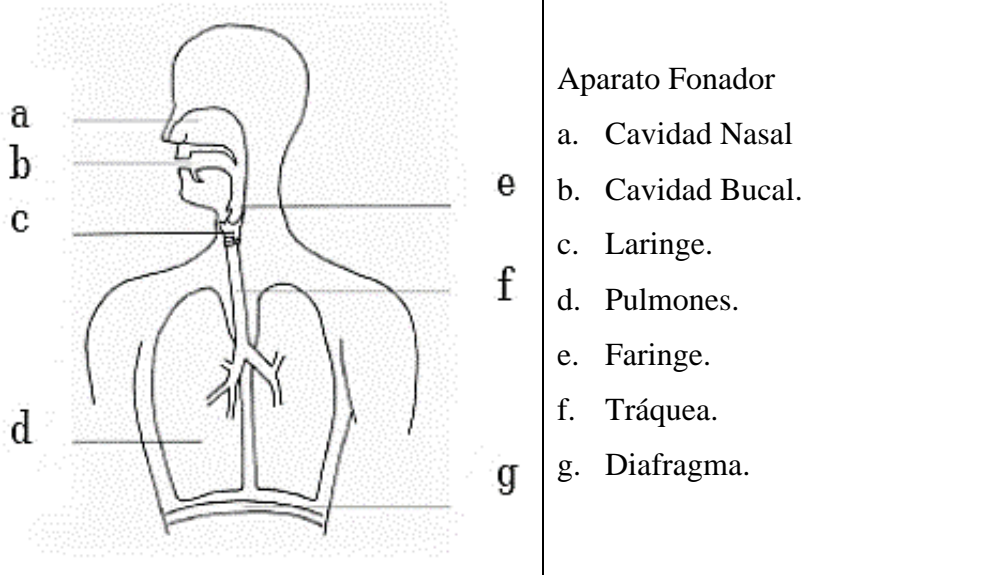 a
b
c
d
e
f
g
Aparato Fonador
a. Cavidad Nasal
b. Cavidad Bucal.
c. Laringe.
d. Pulmones.
e. Faringe.
f. Tráquea.
g. Diafragma.